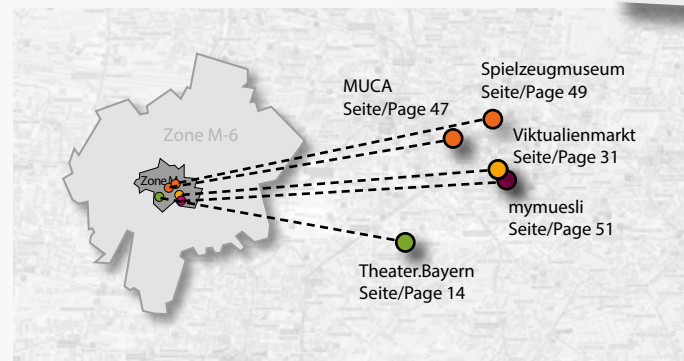 Spielzeugmuseum
Seite/Page 49
MUCA
Seite/Page 47
Zone M-6
Viktualienmarkt
Seite/Page 31
Zone M
mymuesli
Seite/Page 51
Theater.Bayern
Seite/Page 14